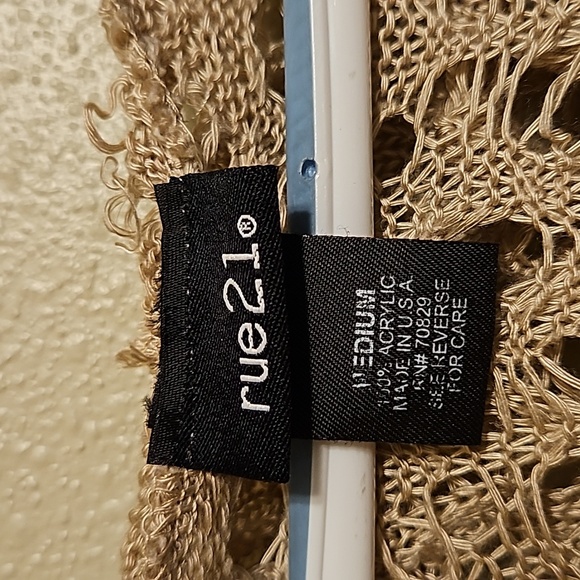 rue21®
MEDIUM
100% ACRYLIC
MADE IN U.S.A.
RN# 70829
SEE REVERSE
FOR CARE